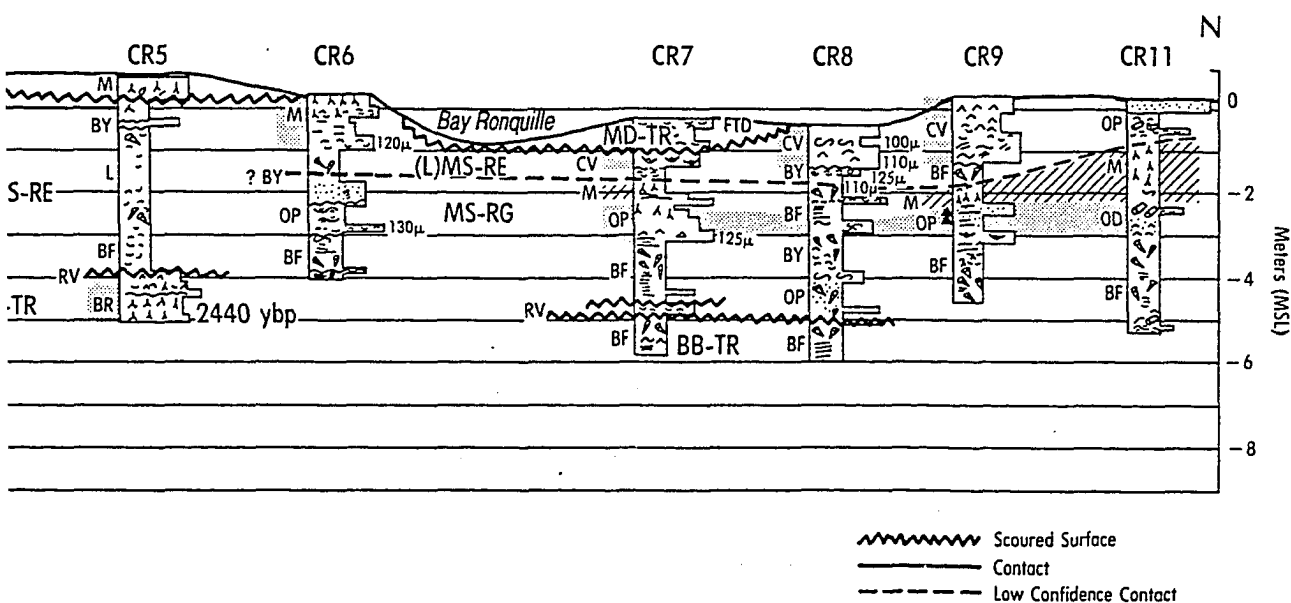 N
CR5 CR6 CR7 CR8 CR9 CR11
M
BY
L
S-RE
BF
RV
BR
-TR
2440 ybp
M
120μ
? BY
OP
130μ
BF
Bay Ronquille
(L)MS-RE
MS-RG
MD-TR
FTD
CV
M
OP
125μ
BF
RV
BF
BB-TR
CV
100μ
110μ
BY
125μ
110μ
BF
BY
OP
BF
CV
BF
M
OP
BF
OP
M
OD
BF
0
-2
-4
-6
-8
Meters (MSL)
Scoured Surface
Contact
Low Confidence Contact